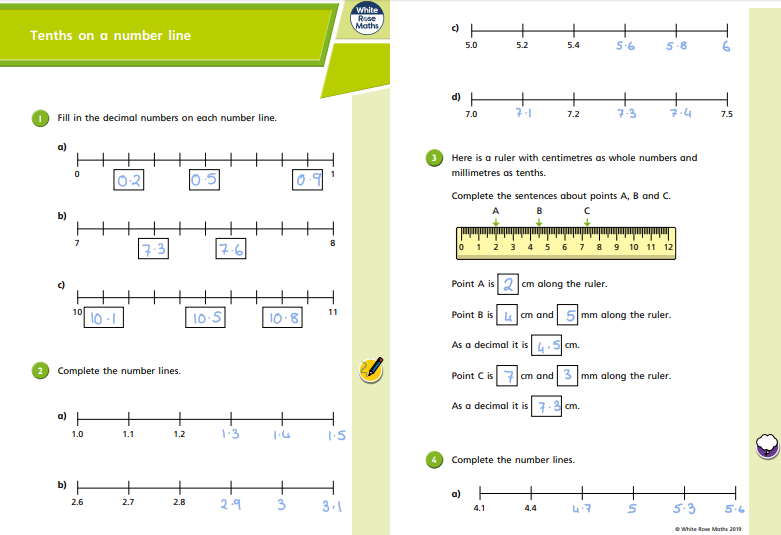 Tenths on a number line
White
Rose
Maths
1 Fill in the decimal numbers on each number line.
a)
0 1
0·2 0·5 0·9
b)
7 8
7·3 7·6
c)
10 11
10·1 10·5 10·8
2 Complete the number lines.
a)
1.0 1.1 1.2 1·3 1·4 1·5
b)
2.6 2.7 2.8 2·9 3 3·1
c)
5.0 5.2 5.4 5·6 5·8 6
d)
7.0 7·1 7.2 7·3 7·4 7.5
3 Here is a ruler with centimetres as whole numbers and
millimetres as tenths.
Complete the sentences about points A, B and C.
A B C
0 1 2 3 4 5 6 7 8 9 10 11 12
Point A is 2 cm along the ruler.
Point B is 4 cm and 5 mm along the ruler.
As a decimal it is 4·5 cm.
Point C is 7 cm and 3 mm along the ruler.
As a decimal it is 7·3 cm.
4 Complete the number lines.
a)
4.1 4.4 4·7 5 5·3 5·6
© White Rose Maths 2019